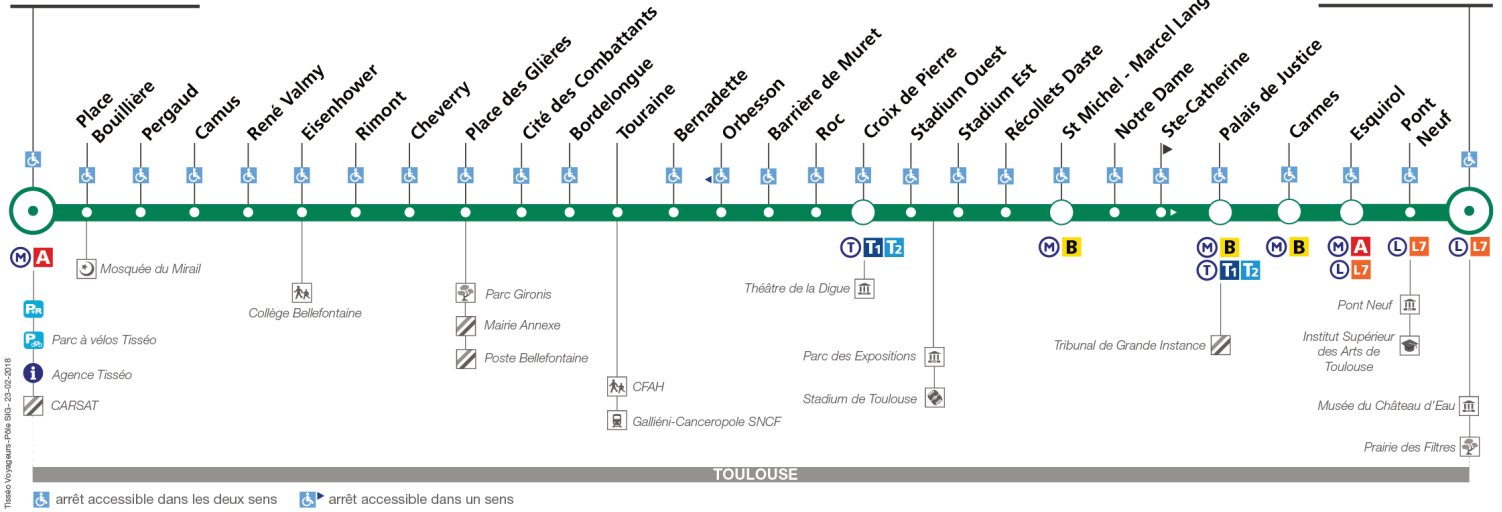 Place
Bouillière
Pergaud
Camus
René Valmy
Eisenhower
Rimont
Cheverry
Place des Glières
Cité des Combattants
Bordelongue
Touraine
Bernadette
Orbesson
Barrière de Muret
Roc
Croix de Pierre
Stadium Ouest
Stadium Est
Récollets Daste
St Michel - Marcel Lang
Notre Dame
Ste-Catherine
Palais de Justice
Carmes
Esquirol
Pont
Neuf
M A
T T1 T2
M B
M B
T T1 T2
M B
M A
L L7
L L7
L L7
Mosquée du Mirail
P+R
Parc à vélos Tisséo
Agence Tisséo
CARSAT
Collège Bellefontaine
Parc Gironis
Mairie Annexe
Poste Bellefontaine
CFAH
Galliéni-Canceropole SNCF
Théâtre de la Digue
Parc des Expositions
Stadium de Toulouse
Tribunal de Grande Instance
Pont Neuf
Institut Supérieur
des Arts de
Toulouse
Musée du Château d'Eau
Prairie des Filtres
TOULOUSE
arrêt accessible dans les deux sens
arrêt accessible dans un sens
Tisséo Voyageurs-Pôle SIG- 23-02-2018